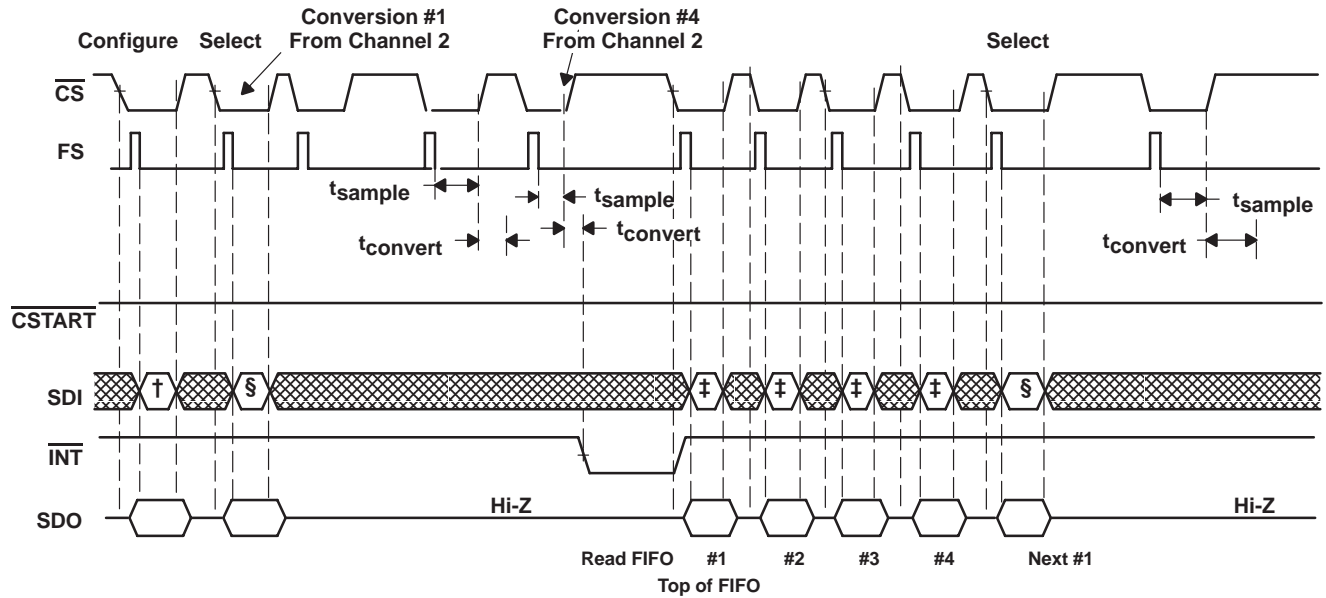 Conversion #1
From Channel 2
Conversion #4
From Channel 2
Configure
Select
Select
CS
FS
tsample
tsample
tsample
tconvert
tconvert
tconvert
CSTART
SDI
†
§
‡
‡
‡
‡
§
INT
SDO
Hi-Z
Hi-Z
Read FIFO
#1
#2
#3
#4
Next #1
Top of FIFO